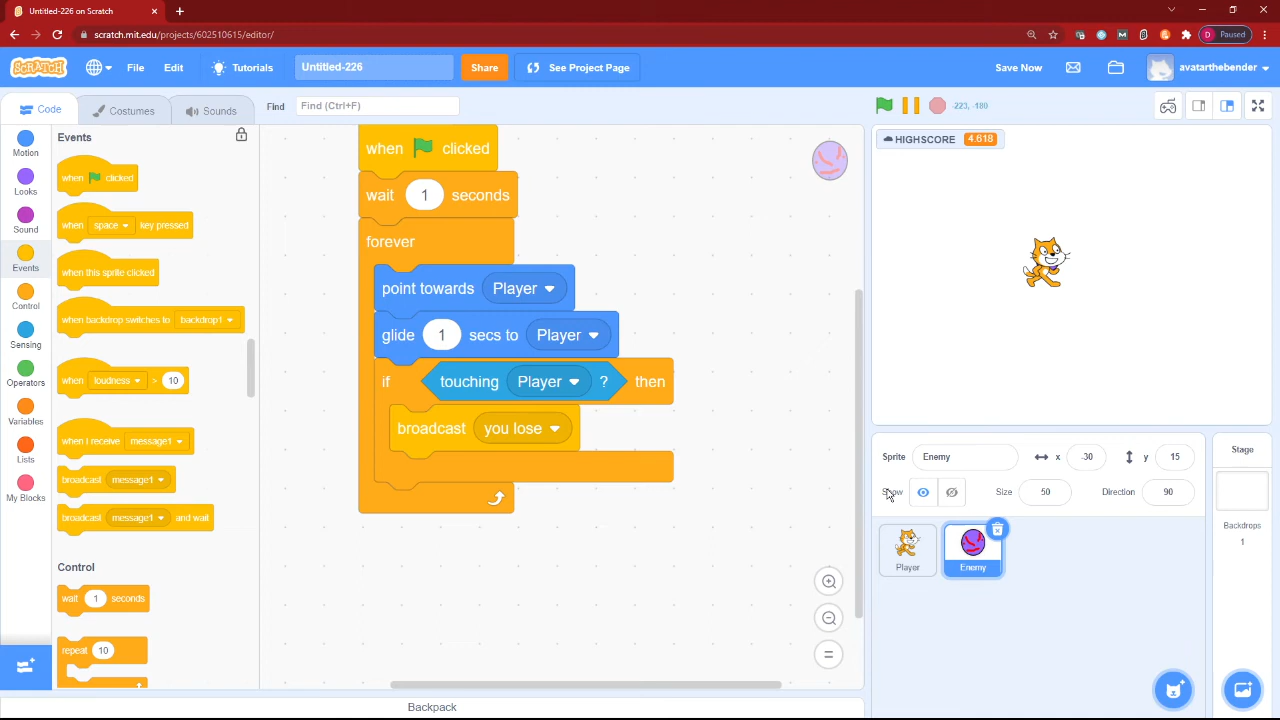 Untitled-226 on Scratch
scratch.mit.edu/projects/602510615/editor/
D Paused
SCRATCH File Edit Tutorials Untitled-226 Share See Project Page Save Now avatarthebender
Code Costumes Sounds Find Find (Ctrl+F) -223, -180
Motion
Looks
Sound
Events
Control
Sensing
Operators
Variables
Lists
My Blocks
Events
when clicked
when space key pressed
when this sprite clicked
when backdrop switches to backdrop1
when loudness > 10
when I receive message1
broadcast message1
broadcast message1 and wait
Control
wait 1 seconds
repeat 10
when clicked
wait 1 seconds
forever
point towards Player
glide 1 secs to Player
if touching Player ? then
broadcast you lose
Backpack
HIGHSCORE 4.618
Sprite Enemy x -30 y 15
Show Size 50 Direction 90
Player
Enemy
Stage
Backdrops
1